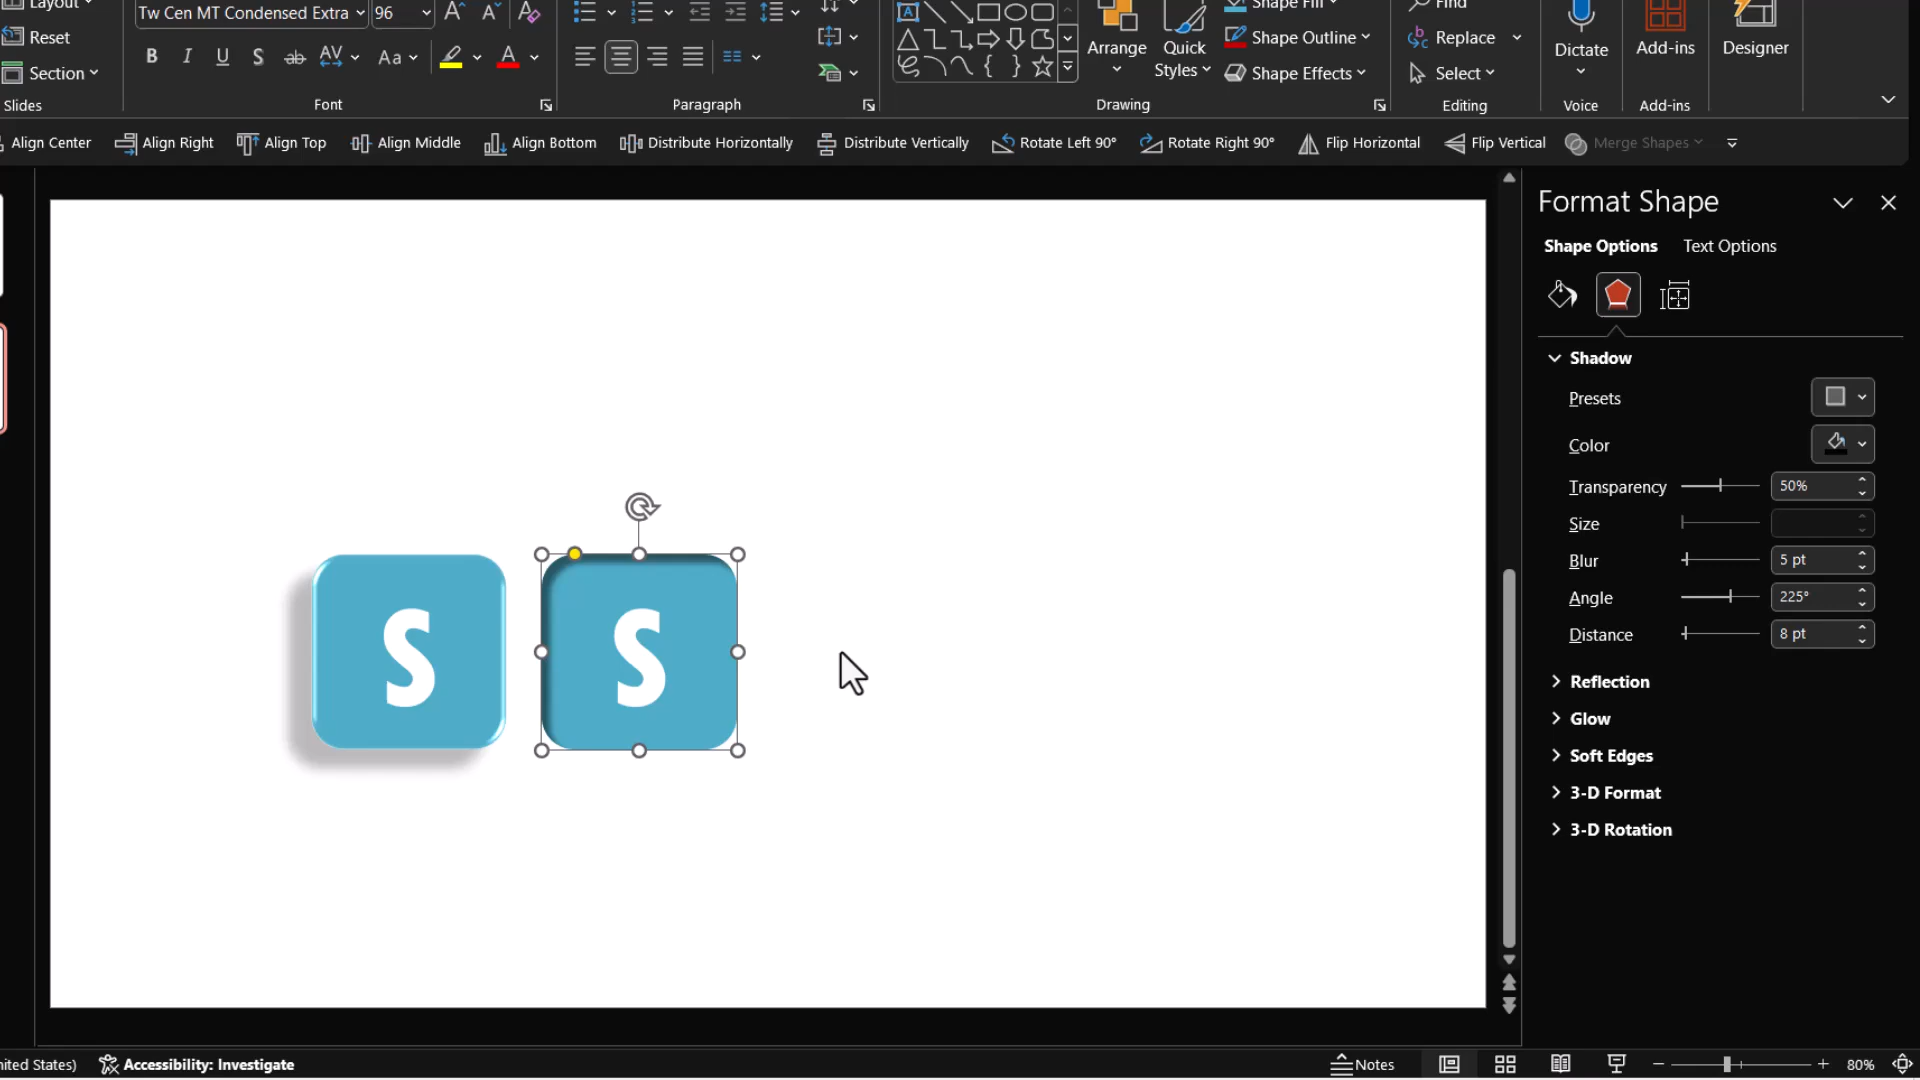 Layout
Reset
Section
Slides
Tw Cen MT Condensed Extra
96
B I U S ab AV Aa A
Font
Paragraph
Arrange
Quick
Styles
Shape Fill
Shape Outline
Shape Effects
Drawing
Find
Replace
Select
Editing
Dictate
Voice
Add-ins
Add-ins
Designer
Align Center
Align Right
Align Top
Align Middle
Align Bottom
Distribute Horizontally
Distribute Vertically
Rotate Left 90°
Rotate Right 90°
Flip Horizontal
Flip Vertical
Merge Shapes
S
S
Format Shape
Shape Options
Text Options
Shadow
Presets
Color
Transparency 50%
Size
Blur 5 pt
Angle 225°
Distance 8 pt
Reflection
Glow
Soft Edges
3-D Format
3-D Rotation
nited States)
Accessibility: Investigate
Notes
80%